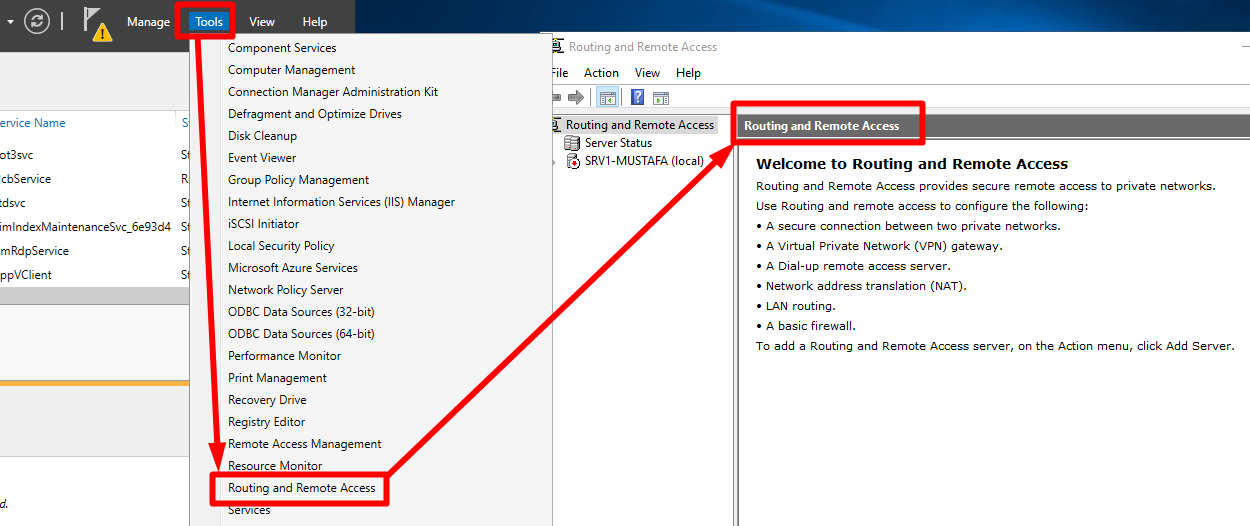 Manage Tools View Help
Component Services
Computer Management
Connection Manager Administration Kit
Defragment and Optimize Drives
Disk Cleanup
Event Viewer
Group Policy Management
Internet Information Services (IIS) Manager
iSCSI Initiator
Local Security Policy
Microsoft Azure Services
Network Policy Server
ODBC Data Sources (32-bit)
ODBC Data Sources (64-bit)
Performance Monitor
Print Management
Recovery Drive
Registry Editor
Remote Access Management
Resource Monitor
Routing and Remote Access
Services
ervice Name St
ot3svc St
lcbService R
tdsvc St
imIndexMaintenanceSvc_6e93d4 St
mRdpService St
ppVClient St
d.
Routing and Remote Access
File Action View Help
Routing and Remote Access
Server Status
SRV1-MUSTAFA (local)
Routing and Remote Access
Welcome to Routing and Remote Access
Routing and Remote Access provides secure remote access to private networks.
Use Routing and remote access to configure the following:
• A secure connection between two private networks.
• A Virtual Private Network (VPN) gateway.
• A Dial-up remote access server.
• Network address translation (NAT).
• LAN routing.
• A basic firewall.
To add a Routing and Remote Access server, on the Action menu, click Add Server.